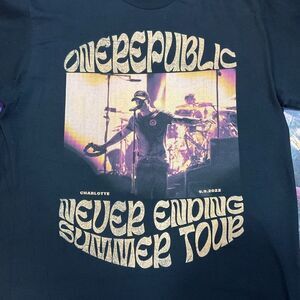 ONEREPUBLIC
CHARLOTTE 9.9.2022
NEVER ENDING
SUMMER TOUR